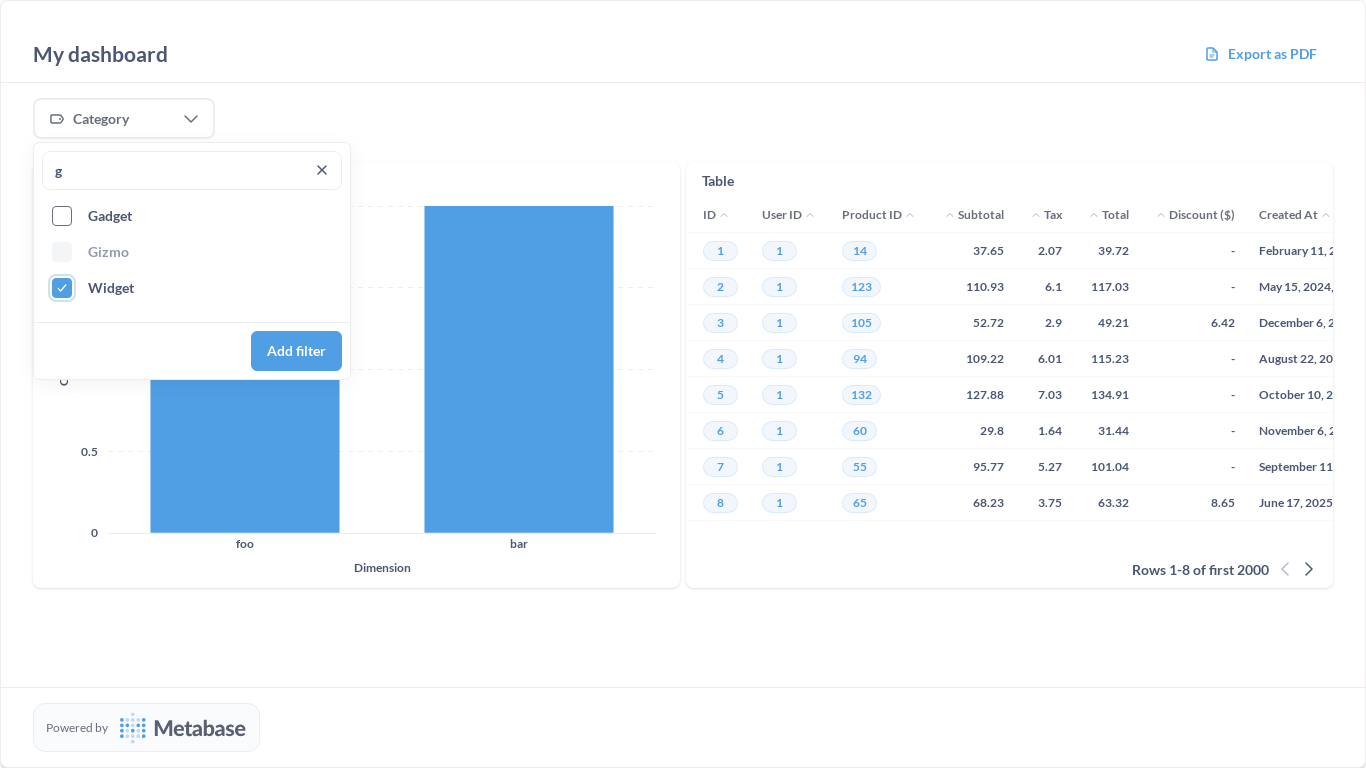 My dashboard
Export as PDF
Category
g
Gadget
Gizmo
Widget
Add filter
0.5
0
foo
bar
Dimension
Table
ID User ID Product ID Subtotal Tax Total Discount ($) Created At
1 1 14 37.65 2.07 39.72 - February 11, 2
2 1 123 110.93 6.1 117.03 - May 15, 2024,
3 1 105 52.72 2.9 49.21 6.42 December 6, 2
4 1 94 109.22 6.01 115.23 - August 22, 20
5 1 132 127.88 7.03 134.91 - October 10, 2
6 1 60 29.8 1.64 31.44 - November 6, 2
7 1 55 95.77 5.27 101.04 - September 11
8 1 65 68.23 3.75 63.32 8.65 June 17, 2025
Rows 1-8 of first 2000
Powered by Metabase